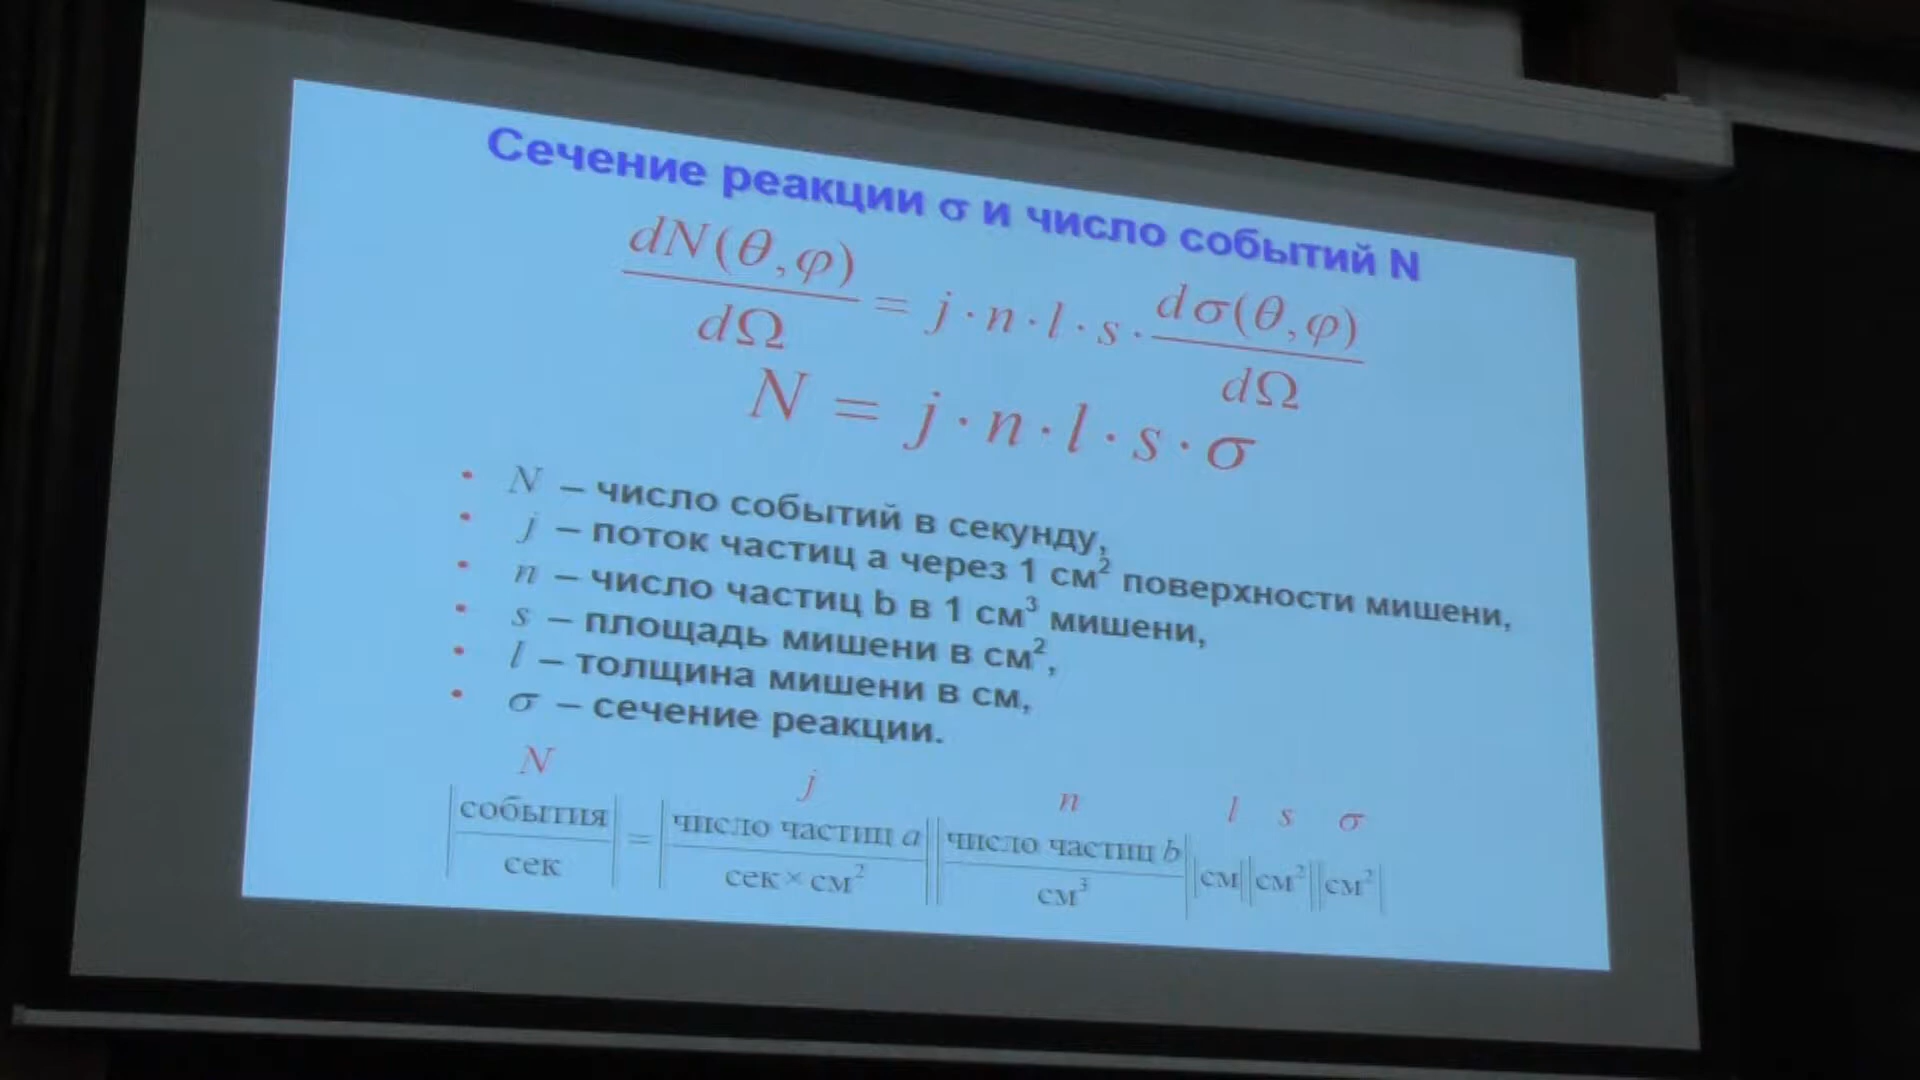 Сечение реакции σ и число событий N
dN(θ,φ)/dΩ = j·n·l·s·dσ(θ,φ)/dΩ
N = j·n·l·s·σ
• N – число событий в секунду,
• j – поток частиц a через 1 см² поверхности мишени,
• n – число частиц b в 1 см³ мишени,
• s – площадь мишени в см²,
• l – толщина мишени в см,
• σ – сечение реакции.
N j n l s σ
|события/сек| = |число частиц a/сек×см²||число частиц b/см³||см||см²||см²|